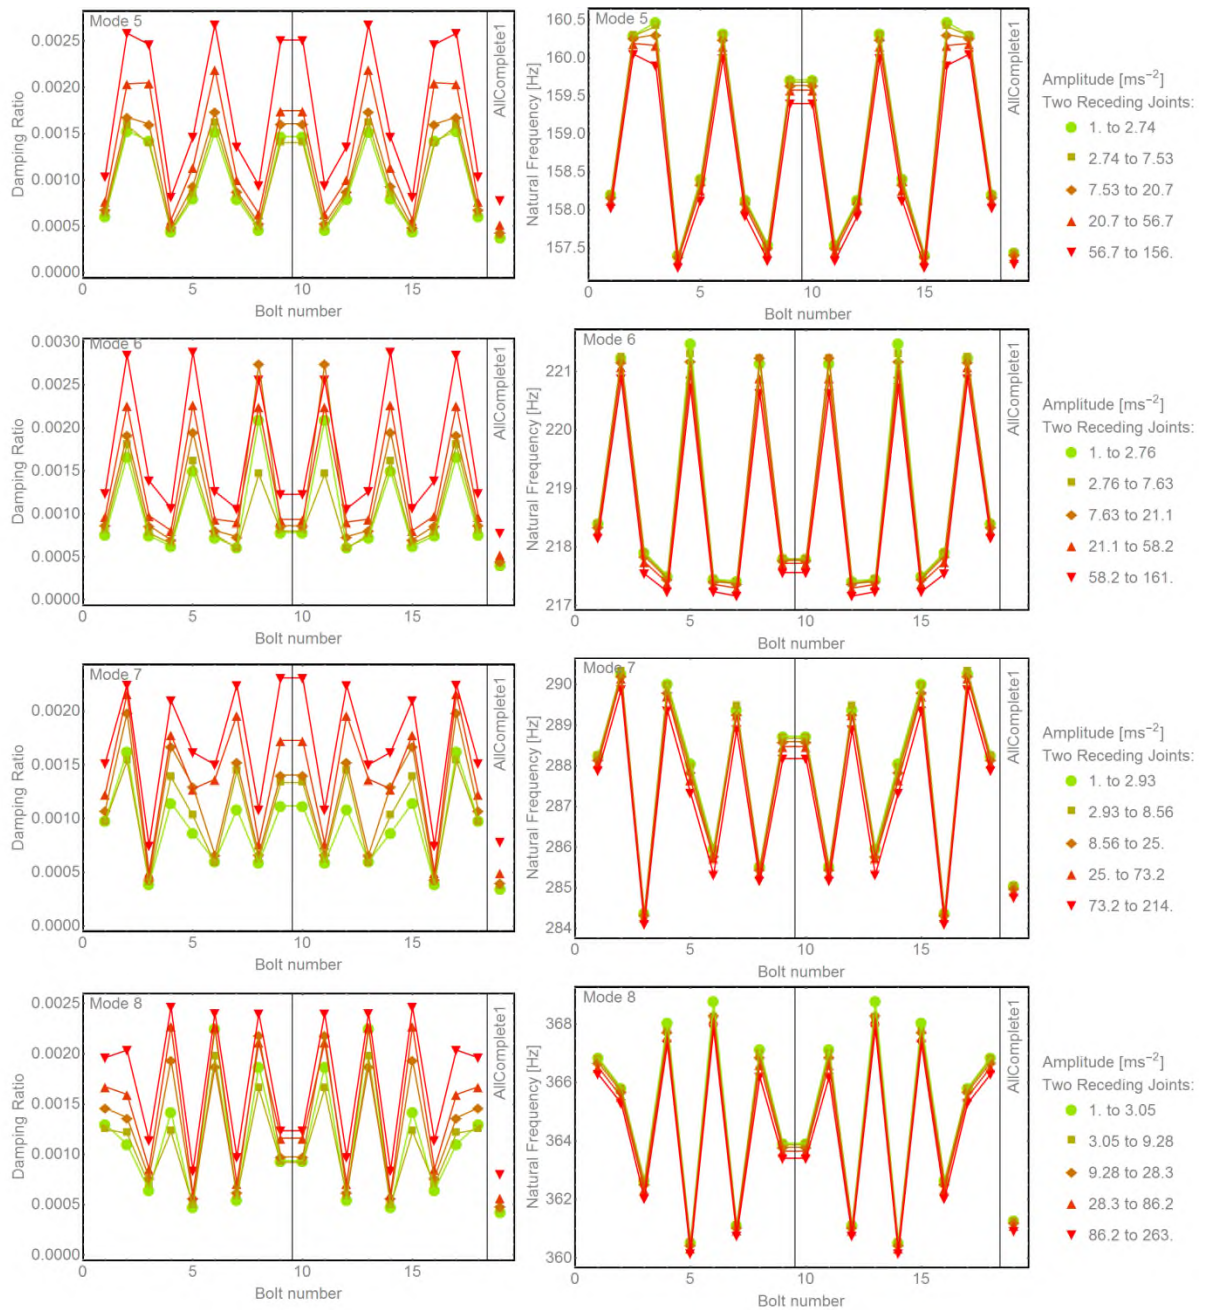 Mode 5
0.0025
0.0020
0.0015
0.0010
0.0005
0.0000
Damping Ratio
AllComplete1
0
5
10
15
Bolt number
Mode 5
160.5
160.0
159.5
159.0
158.5
158.0
157.5
Natural Frequency [Hz]
AllComplete1
0
5
10
15
Bolt number
Amplitude [ms⁻²]
Two Receding Joints:
1. to 2.74
2.74 to 7.53
7.53 to 20.7
20.7 to 56.7
56.7 to 156.
Mode 6
0.0030
0.0025
0.0020
0.0015
0.0010
0.0005
0.0000
Damping Ratio
AllComplete1
0
5
10
15
Bolt number
Mode 6
221
220
219
218
217
Natural Frequency [Hz]
AllComplete1
0
5
10
15
Bolt number
Amplitude [ms⁻²]
Two Receding Joints:
1. to 2.76
2.76 to 7.63
7.63 to 21.1
21.1 to 58.2
58.2 to 161.
Mode 7
0.0020
0.0015
0.0010
0.0005
0.0000
Damping Ratio
AllComplete1
0
5
10
15
Bolt number
Mode 7
290
289
288
287
286
285
284
Natural Frequency [Hz]
AllComplete1
0
5
10
15
Bolt number
Amplitude [ms⁻²]
Two Receding Joints:
1. to 2.93
2.93 to 8.56
8.56 to 25.
25. to 73.2
73.2 to 214.
Mode 8
0.0025
0.0020
0.0015
0.0010
0.0005
0.0000
Damping Ratio
AllComplete1
0
5
10
15
Bolt number
Mode 8
368
366
364
362
360
Natural Frequency [Hz]
AllComplete1
0
5
10
15
Bolt number
Amplitude [ms⁻²]
Two Receding Joints:
1. to 3.05
3.05 to 9.28
9.28 to 28.3
28.3 to 86.2
86.2 to 263.